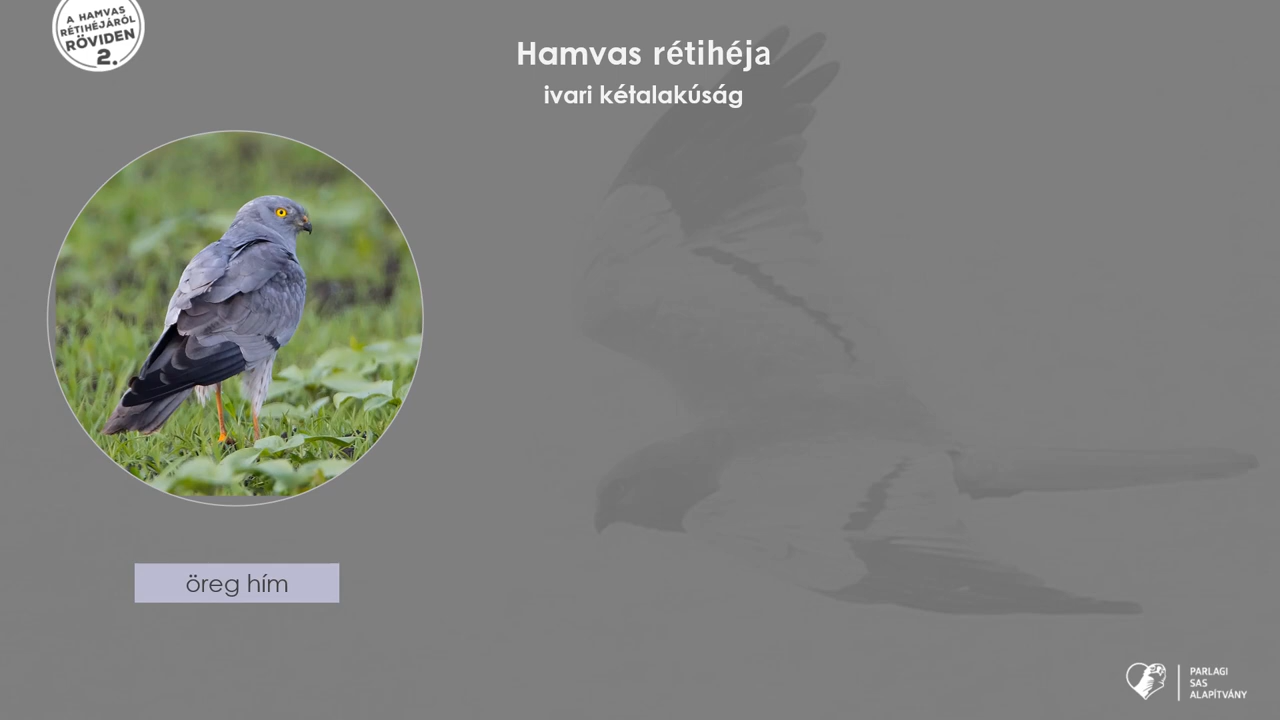 A HAMVAS
RÉTIHÉJÁRÓL
RÖVIDEN
2.
Hamvas rétihéja
ivari kétalakúság
öreg hím
PARLAGI
SAS
ALAPÍTVÁNY